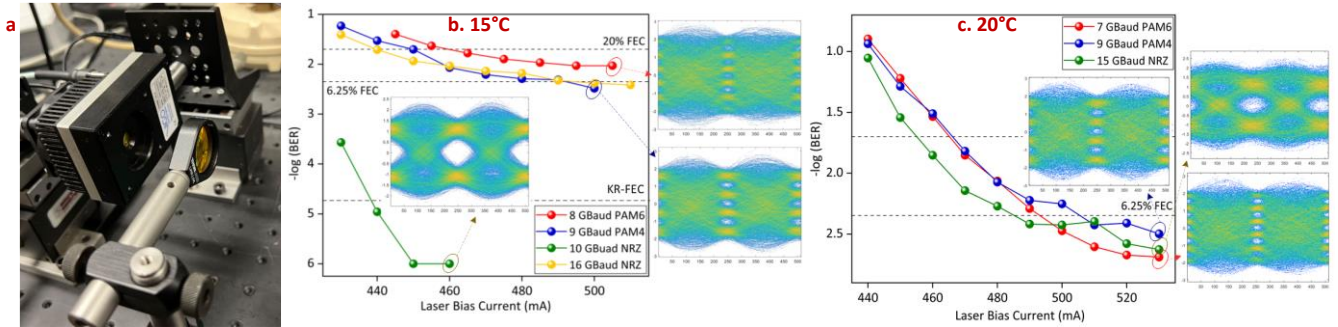 a
b. 15°C
-log (BER)
1
2
3
4
5
6
20% FEC
6.25% FEC
KR-FEC
8 GBaud PAM6
9 GBaud PAM4
10 GBuad NRZ
16 GBaud NRZ
440
460
480
500
Laser Bias Current (mA)
c. 20°C
-log (BER)
1.0
1.5
2.0
2.5
7 GBaud PAM6
9 GBaud PAM4
15 GBaud NRZ
6.25% FEC
440
460
480
500
520
Laser Bias Current (mA)